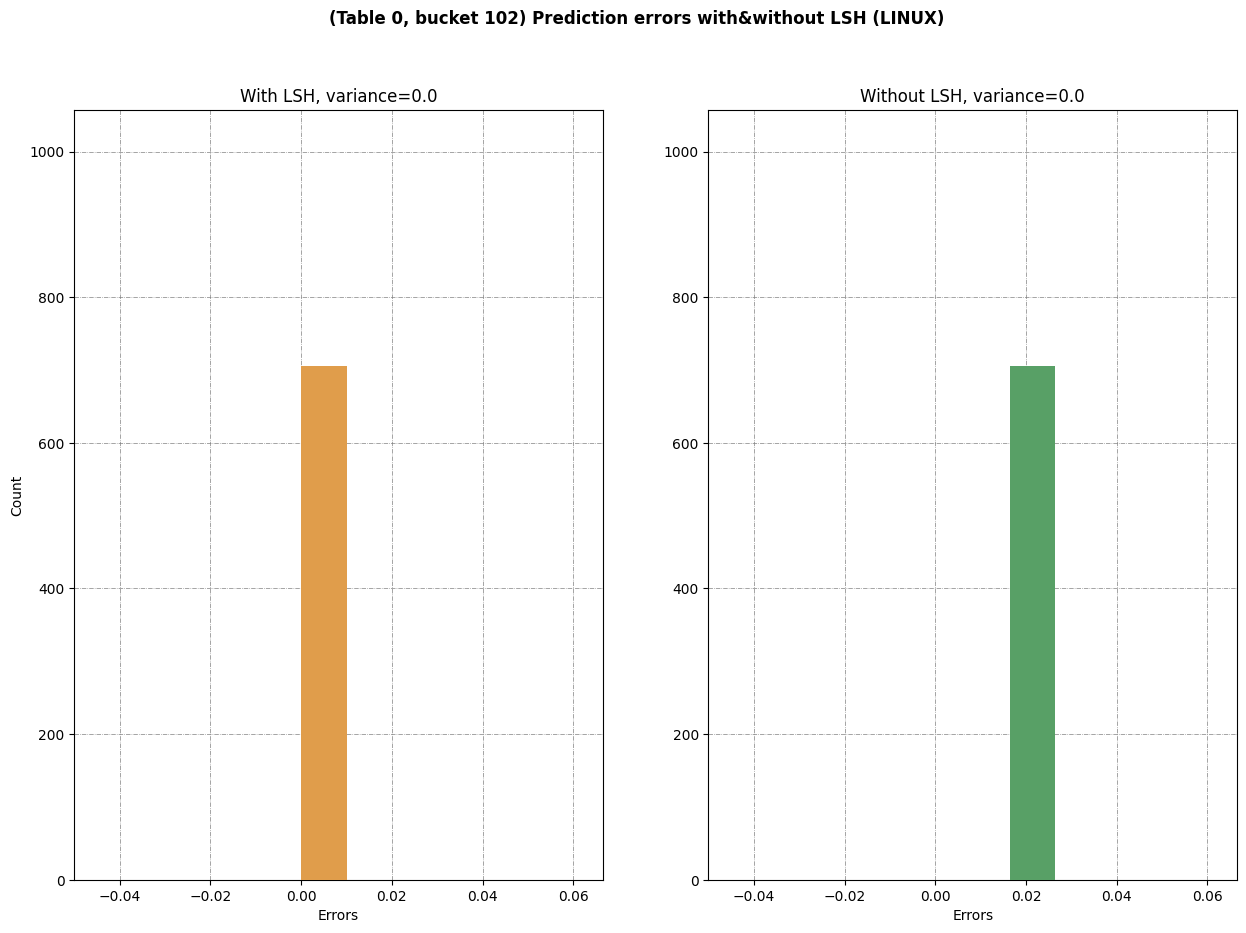 (Table 0, bucket 102) Prediction errors with&without LSH (LINUX)
With LSH, variance=0.0
1000
800
600
400
200
0
Count
−0.04 −0.02 0.00 0.02 0.04 0.06
Errors
Without LSH, variance=0.0
1000
800
600
400
200
0
−0.04 −0.02 0.00 0.02 0.04 0.06
Errors